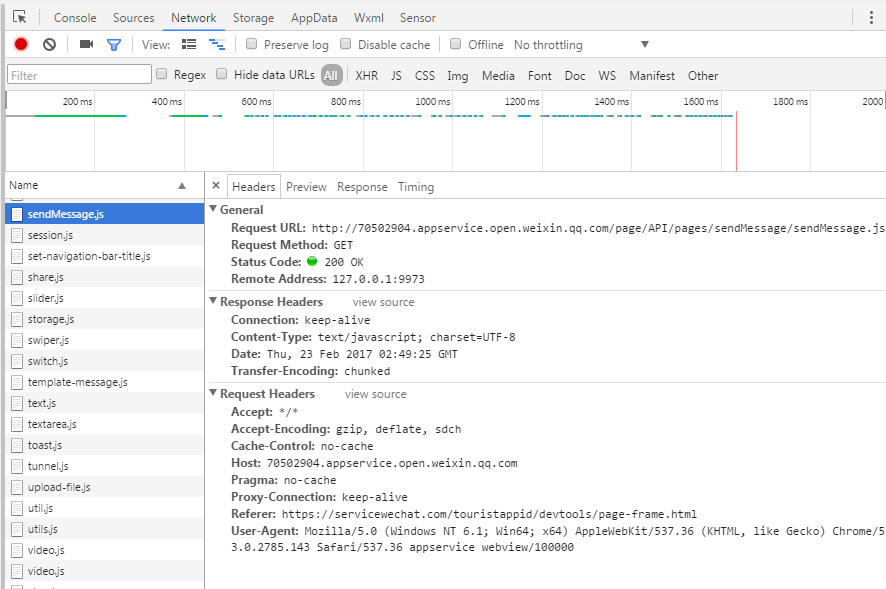 Console Sources Network Storage AppData Wxml Sensor
View: Preserve log Disable cache Offline No throttling
Filter Regex Hide data URLs All XHR JS CSS Img Media Font Doc WS Manifest Other
200 ms 400 ms 600 ms 800 ms 1000 ms 1200 ms 1400 ms 1600 ms 1800 ms 2000
Name
sendMessage.js
session.js
set-navigation-bar-title.js
share.js
slider.js
storage.js
swiper.js
switch.js
template-message.js
text.js
textarea.js
toast.js
tunnel.js
upload-file.js
util.js
utils.js
video.js
video.js
× Headers Preview Response Timing
General
Request URL: http://70502904.appservice.open.weixin.qq.com/page/API/pages/sendMessage/sendMessage.js
Request Method: GET
Status Code: 200 OK
Remote Address: 127.0.0.1:9973
Response Headers view source
Connection: keep-alive
Content-Type: text/javascript; charset=UTF-8
Date: Thu, 23 Feb 2017 02:49:25 GMT
Transfer-Encoding: chunked
Request Headers view source
Accept: */*
Accept-Encoding: gzip, deflate, sdch
Cache-Control: no-cache
Host: 70502904.appservice.open.weixin.qq.com
Pragma: no-cache
Proxy-Connection: keep-alive
Referer: https://servicewechat.com/touristappid/devtools/page-frame.html
User-Agent: Mozilla/5.0 (Windows NT 6.1; Win64; x64) AppleWebKit/537.36 (KHTML, like Gecko) Chrome/5
3.0.2785.143 Safari/537.36 appservice webview/100000